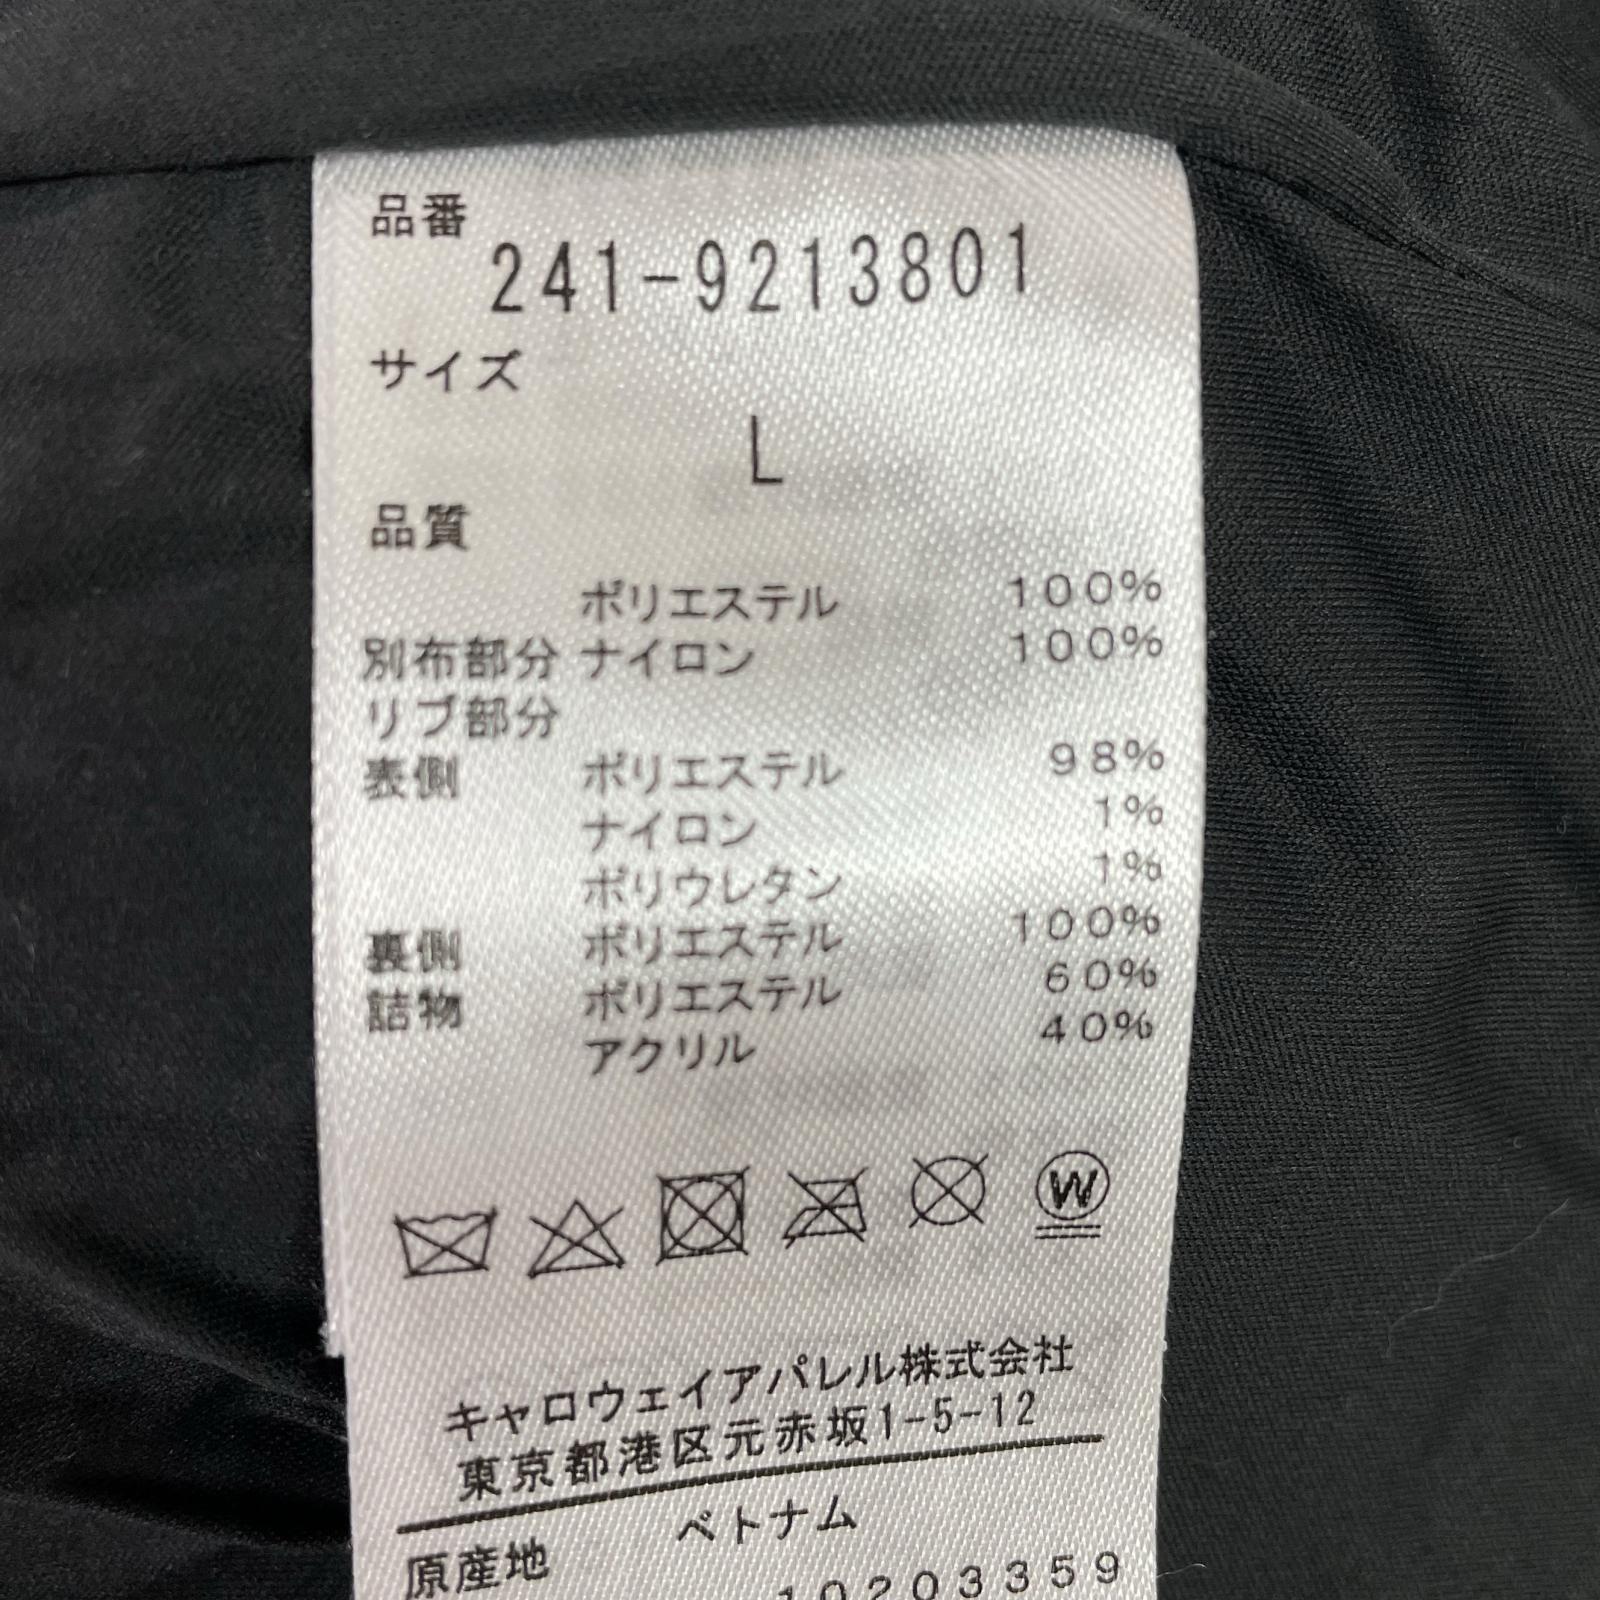 品番
241-9213801
サイズ
L
品質
ポリエステル 100%
別布部分 ナイロン 100%
リブ部分
表側 ポリエステル 98%
ナイロン 1%
ポリウレタン 1%
裏側 ポリエステル 100%
詰物 ポリエステル 60%
アクリル 40%
W
キャロウェイアパレル株式会社
東京都港区元赤坂1-5-12
ベトナム
原産地
10203359